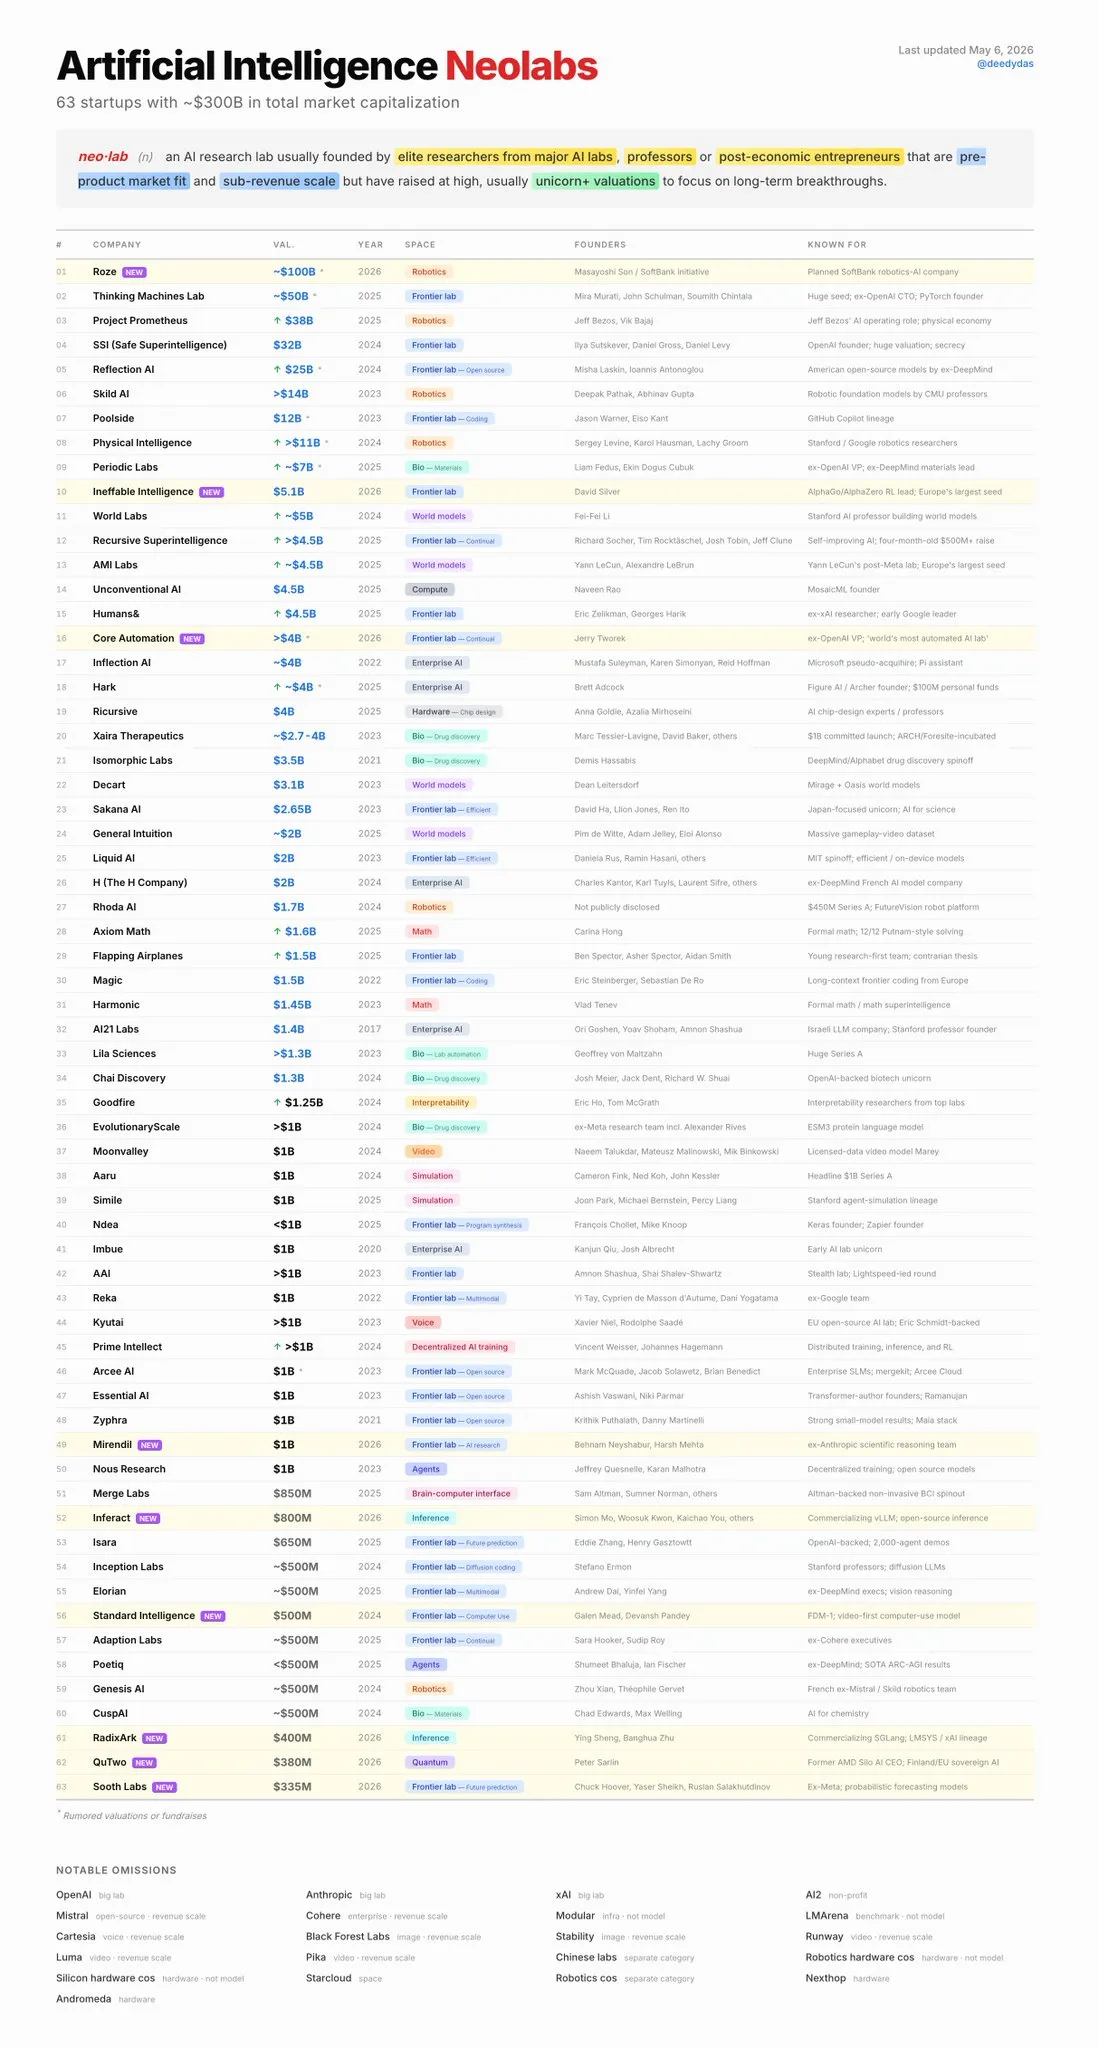 Artificial Intelligence Neolabs
Last updated May 6, 2026
@deedydas
63 startups with ~$300B in total market capitalization
neo·lab (n) an AI research lab usually founded by elite researchers from major AI labs, professors or post-economic entrepreneurs that are pre-
product market fit and sub-revenue scale but have raised at high, usually unicorn+ valuations to focus on long-term breakthroughs.
# COMPANY VAL. YEAR SPACE FOUNDERS KNOWN FOR
01 Roze NEW ~$100B * 2026 Robotics Masayoshi Son / SoftBank initiative Planned SoftBank robotics-AI company
02 Thinking Machines Lab ~$50B * 2025 Frontier lab Mira Murati, John Schulman, Soumith Chintala Huge seed; ex-OpenAI CTO; PyTorch founder
03 Project Prometheus ↑ $38B 2025 Robotics Jeff Bezos, Vik Bajaj Jeff Bezos' AI operating role; physical economy
04 SSI (Safe Superintelligence) $32B 2024 Frontier lab Ilya Sutskever, Daniel Gross, Daniel Levy OpenAI founder; huge valuation; secrecy
05 Reflection AI ↑ $25B * 2024 Frontier lab — Open source Misha Laskin, Ioannis Antonoglou American open-source models by ex-DeepMind
06 Skild AI >$14B 2023 Robotics Deepak Pathak, Abhinav Gupta Robotic foundation models by CMU professors
07 Poolside $12B * 2023 Frontier lab — Coding Jason Warner, Eiso Kant GitHub Copilot lineage
08 Physical Intelligence ↑ >$11B * 2024 Robotics Sergey Levine, Karol Hausman, Lachy Groom Stanford / Google robotics researchers
09 Periodic Labs ↑ ~$7B * 2025 Bio — Materials Liam Fedus, Ekin Dogus Cubuk ex-OpenAI VP; ex-DeepMind materials lead
10 Ineffable Intelligence NEW $5.1B 2026 Frontier lab David Silver AlphaGo/AlphaZero RL lead; Europe's largest seed
11 World Labs ↑ ~$5B 2024 World models Fei-Fei Li Stanford AI professor building world models
12 Recursive Superintelligence ↑ >$4.5B 2025 Frontier lab — Continual Richard Socher, Tim Rocktäschel, Josh Tobin, Jeff Clune Self-improving AI; four-month-old $500M+ raise
13 AMI Labs ↑ ~$4.5B 2025 World models Yann LeCun, Alexandre LeBrun Yann LeCun's post-Meta lab; Europe's largest seed
14 Unconventional AI $4.5B 2025 Compute Naveen Rao MosaicML founder
15 Humans& ↑ $4.5B 2025 Frontier lab Eric Zelikman, Georges Harik ex-xAI researcher; early Google leader
16 Core Automation NEW >$4B * 2026 Frontier lab — Continual Jerry Tworek ex-OpenAI VP; 'world's most automated AI lab'
17 Inflection AI ~$4B 2022 Enterprise AI Mustafa Suleyman, Karen Simonyan, Reid Hoffman Microsoft pseudo-acquihire; Pi assistant
18 Hark ↑ ~$4B * 2025 Enterprise AI Brett Adcock Figure AI / Archer founder; $100M personal funds
19 Ricursive $4B 2025 Hardware — Chip design Anna Goldie, Azalia Mirhoseini AI chip-design experts / professors
20 Xaira Therapeutics ~$2.7-4B 2023 Bio — Drug discovery Marc Tessier-Lavigne, David Baker, others $1B committed launch; ARCH/Foresite-incubated
21 Isomorphic Labs $3.5B 2021 Bio — Drug discovery Demis Hassabis DeepMind/Alphabet drug discovery spinoff
22 Decart $3.1B 2023 World models Dean Leitersdorf Mirage + Oasis world models
23 Sakana AI $2.65B 2023 Frontier lab — Efficient David Ha, Llion Jones, Ren Ito Japan-focused unicorn; AI for science
24 General Intuition ~$2B 2025 World models Pim de Witte, Adam Jelley, Eloi Alonso Massive gameplay-video dataset
25 Liquid AI $2B 2023 Frontier lab — Efficient Daniela Rus, Ramin Hasani, others MIT spinoff; efficient / on-device models
26 H (The H Company) $2B 2024 Enterprise AI Charles Kantor, Karl Tuyls, Laurent Sifre, others ex-DeepMind French AI model company
27 Rhoda AI $1.7B 2024 Robotics Not publicly disclosed $450M Series A; FutureVision robot platform
28 Axiom Math ↑ $1.6B 2025 Math Carina Hong Formal math; 12/12 Putnam-style solving
29 Flapping Airplanes ↑ $1.5B 2025 Frontier lab Ben Spector, Asher Spector, Aidan Smith Young research-first team; contrarian thesis
30 Magic $1.5B 2022 Frontier lab — Coding Eric Steinberger, Sebastian De Ro Long-context frontier coding from Europe
31 Harmonic $1.45B 2023 Math Vlad Tenev Formal math / math superintelligence
32 AI21 Labs $1.4B 2017 Enterprise AI Ori Goshen, Yoav Shoham, Amnon Shashua Israeli LLM company; Stanford professor founder
33 Lila Sciences >$1.3B 2023 Bio — Lab automation Geoffrey von Maltzahn Huge Series A
34 Chai Discovery $1.3B 2024 Bio — Drug discovery Josh Meier, Jack Dent, Richard W. Shuai OpenAI-backed biotech unicorn
35 Goodfire ↑ $1.25B 2024 Interpretability Eric Ho, Tom McGrath Interpretability researchers from top labs
36 EvolutionaryScale >$1B 2024 Bio — Drug discovery ex-Meta research team incl. Alexander Rives ESM3 protein language model
37 Moonvalley $1B 2024 Video Naeem Talukdar, Mateusz Malinowski, Mik Binkowski Licensed-data video model Marey
38 Aaru $1B 2024 Simulation Cameron Fink, Ned Koh, John Kessler Headline $1B Series A
39 Simile $1B 2025 Simulation Joon Park, Michael Bernstein, Percy Liang Stanford agent-simulation lineage
40 Ndea <$1B 2025 Frontier lab — Program synthesis François Chollet, Mike Knoop Keras founder; Zapier founder
41 Imbue $1B 2020 Enterprise AI Kanjun Qiu, Josh Albrecht Early AI lab unicorn
42 AAI >$1B 2023 Frontier lab Amnon Shashua, Shai Shalev-Shwartz Stealth lab; Lightspeed-led round
43 Reka $1B 2022 Frontier lab — Multimodal Yi Tay, Cyprien de Masson d'Autume, Dani Yogatama ex-Google team
44 Kyutai >$1B 2023 Voice Xavier Niel, Rodolphe Saadé EU open-source AI lab; Eric Schmidt-backed
45 Prime Intellect ↑ >$1B 2024 Decentralized AI training Vincent Weisser, Johannes Hagemann Distributed training, inference, and RL
46 Arcee AI $1B * 2023 Frontier lab — Open source Mark McQuade, Jacob Solawetz, Brian Benedict Enterprise SLMs; mergekit; Arcee Cloud
47 Essential AI $1B 2023 Frontier lab — Open source Ashish Vaswani, Niki Parmar Transformer-author founders; Ramanujan
48 Zyphra $1B 2021 Frontier lab — Open source Krithik Puthalath, Danny Martinelli Strong small-model results; Maia stack
49 Mirendil NEW $1B 2026 Frontier lab — AI research Behnam Neyshabur, Harsh Mehta ex-Anthropic scientific reasoning team
50 Nous Research $1B 2023 Agents Jeffrey Quesnelle, Karan Malhotra Decentralized training; open source models
51 Merge Labs $850M 2025 Brain-computer interface Sam Altman, Sumner Norman, others Altman-backed non-invasive BCI spinout
52 Inferact NEW $800M 2026 Inference Simon Mo, Woosuk Kwon, Kaichao You, others Commercializing vLLM; open-source inference
53 Isara $650M 2025 Frontier lab — Future prediction Eddie Zhang, Henry Gasztowtt OpenAI-backed; 2,000-agent demos
54 Inception Labs ~$500M 2024 Frontier lab — Diffusion coding Stefano Ermon Stanford professors; diffusion LLMs
55 Elorian ~$500M 2025 Frontier lab — Multimodal Andrew Dai, Yinfei Yang ex-DeepMind execs; vision reasoning
56 Standard Intelligence NEW $500M 2024 Frontier lab — Computer Use Galen Mead, Devansh Pandey FDM-1; video-first computer-use model
57 Adaption Labs ~$500M 2025 Frontier lab — Continual Sara Hooker, Sudip Roy ex-Cohere executives
58 Poetiq <$500M 2025 Agents Shumeet Bhaluja, Ian Fischer ex-DeepMind; SOTA ARC-AGI results
59 Genesis AI ~$500M 2024 Robotics Zhou Xian, Théophile Gervet French ex-Mistral / Skild robotics team
60 CuspAI ~$500M 2024 Bio — Materials Chad Edwards, Max Welling AI for chemistry
61 RadixArk NEW $400M 2026 Inference Ying Sheng, Banghua Zhu Commercializing SGLang; LMSYS / xAI lineage
62 QuTwo NEW $380M 2026 Quantum Peter Sarlin Former AMD Silo AI CEO; Finland/EU sovereign AI
63 Sooth Labs NEW $335M 2026 Frontier lab — Future prediction Chuck Hoover, Yaser Sheikh, Ruslan Salakhutdinov Ex-Meta; probabilistic forecasting models
* Rumored valuations or fundraises
NOTABLE OMISSIONS
OpenAI big lab Anthropic big lab xAI big lab AI2 non-profit
Mistral open-source · revenue scale Cohere enterprise · revenue scale Modular infra · not model LMArena benchmark · not model
Cartesia voice · revenue scale Black Forest Labs image · revenue scale Stability image · revenue scale Runway video · revenue scale
Luma video · revenue scale Pika video · revenue scale Chinese labs separate category Robotics hardware cos hardware · not model
Silicon hardware cos hardware · not model Starcloud space Robotics cos separate category Nexthop hardware
Andromeda hardware